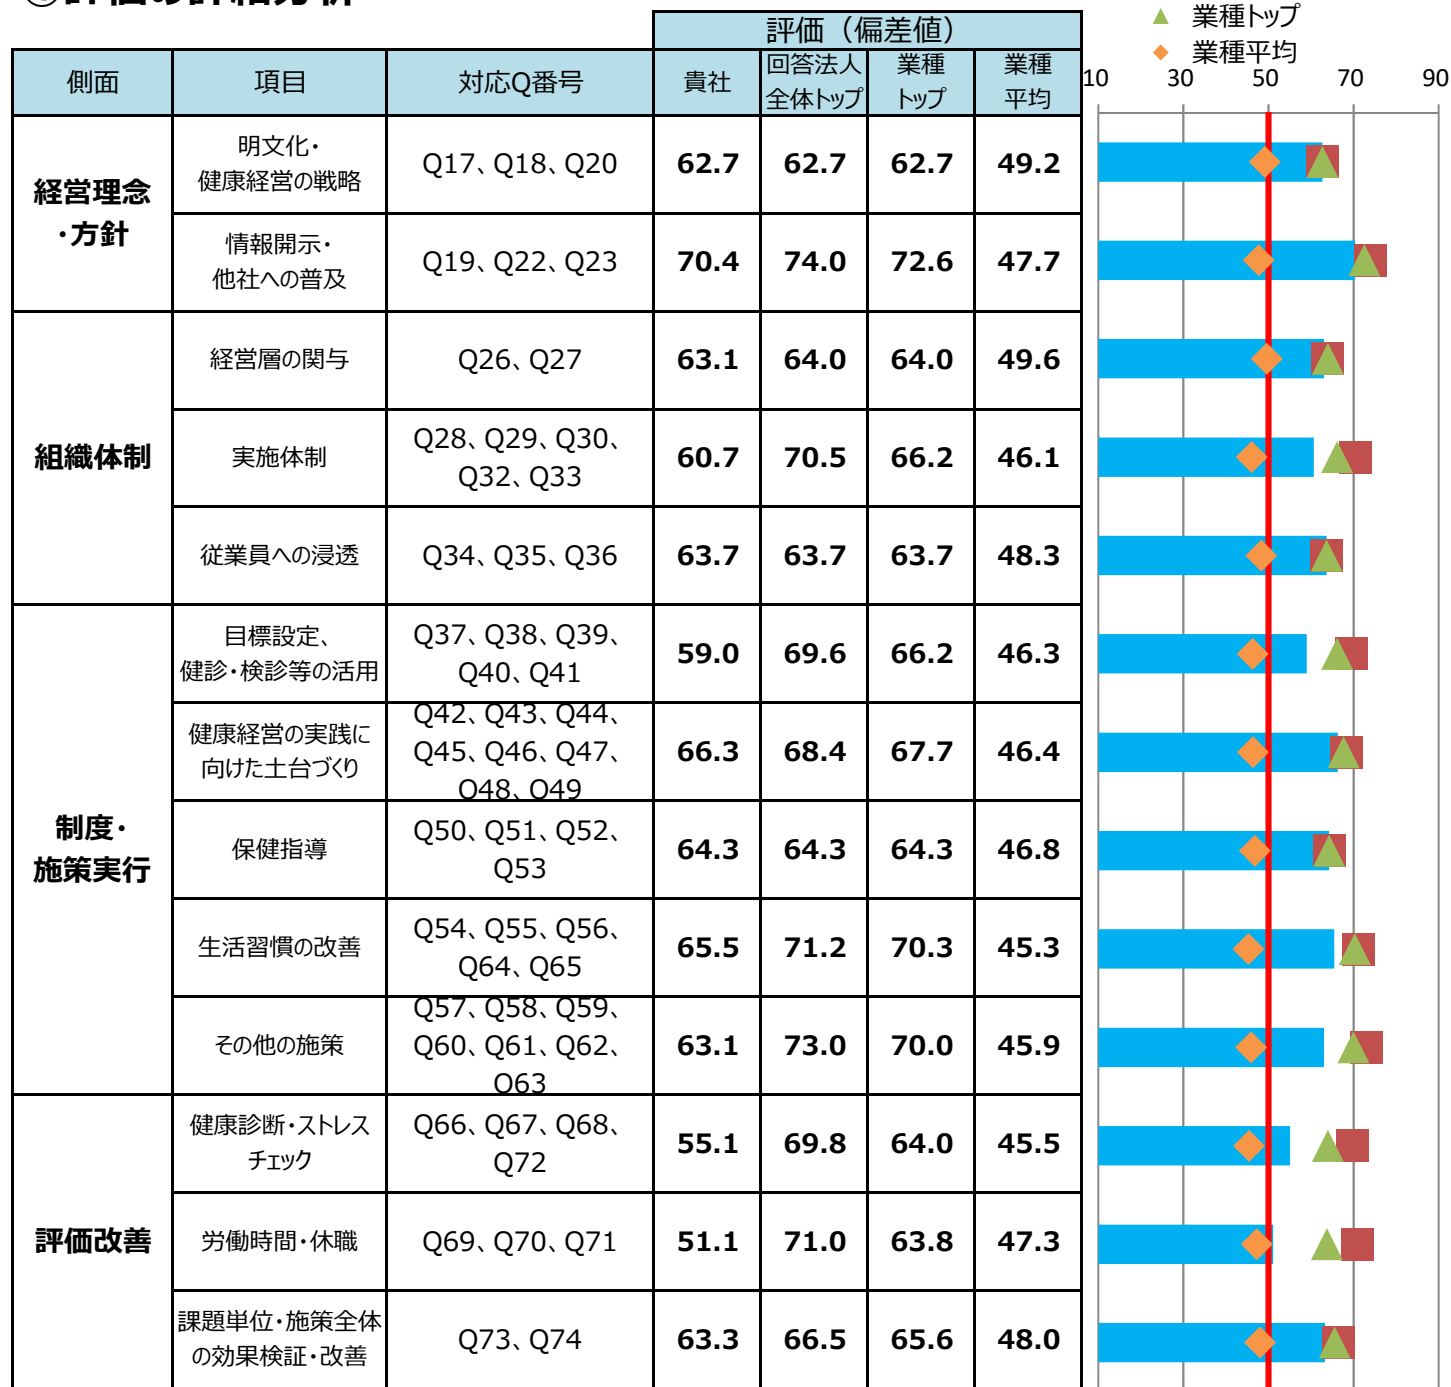 評価（偏差値）
▲ 業種トップ
◆ 業種平均
側面 項目 対応Q番号 貴社 回答法人 業種 業種
全体トップ トップ 平均
10 30 50 70 90
経営理念
・方針
明文化・
健康経営の戦略
Q17、Q18、Q20 62.7 62.7 62.7 49.2
情報開示・
他社への普及
Q19、Q22、Q23 70.4 74.0 72.6 47.7
組織体制
経営層の関与 Q26、Q27 63.1 64.0 64.0 49.6
実施体制
Q28、Q29、Q30、
Q32、Q33
60.7 70.5 66.2 46.1
従業員への浸透 Q34、Q35、Q36 63.7 63.7 63.7 48.3
制度・
施策実行
目標設定、
健診・検診等の活用
Q37、Q38、Q39、
Q40、Q41
59.0 69.6 66.2 46.3
健康経営の実践に
向けた土台づくり
Q42、Q43、Q44、
Q45、Q46、Q47、
Q48、Q49
66.3 68.4 67.7 46.4
保健指導
Q50、Q51、Q52、
Q53
64.3 64.3 64.3 46.8
生活習慣の改善
Q54、Q55、Q56、
Q64、Q65
65.5 71.2 70.3 45.3
その他の施策
Q57、Q58、Q59、
Q60、Q61、Q62、
Q63
63.1 73.0 70.0 45.9
評価改善
健康診断・ストレス
チェック
Q66、Q67、Q68、
Q72
55.1 69.8 64.0 45.5
労働時間・休職 Q69、Q70、Q71 51.1 71.0 63.8 47.3
課題単位・施策全体
の効果検証・改善
Q73、Q74 63.3 66.5 65.6 48.0